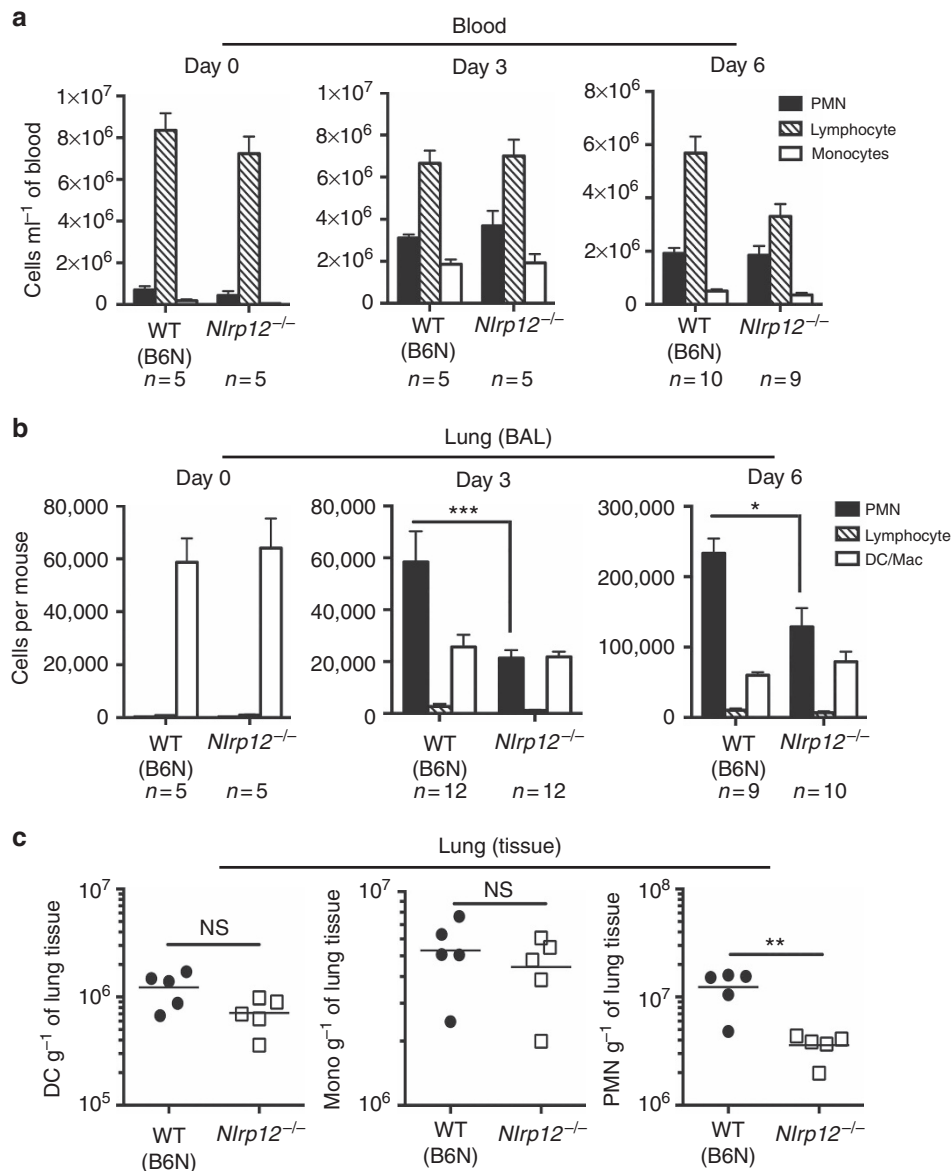 a
Blood
Day 0
Day 3
Day 6
Cells ml⁻¹ of blood
1×10⁷
8×10⁶
6×10⁶
4×10⁶
2×10⁶
0
1×10⁷
8×10⁶
6×10⁶
4×10⁶
2×10⁶
0
8×10⁶
6×10⁶
4×10⁶
2×10⁶
0
PMN
Lymphocyte
Monocytes
WT Nlrp12⁻/⁻
(B6N)
n=5 n=5
WT Nlrp12⁻/⁻
(B6N)
n=5 n=5
WT Nlrp12⁻/⁻
(B6N)
n=10 n=9
b
Lung (BAL)
Day 0
Day 3
Day 6
Cells per mouse
80,000
60,000
40,000
20,000
0
80,000
60,000
40,000
20,000
0
300,000
200,000
100,000
0
***
*
PMN
Lymphocyte
DC/Mac
WT Nlrp12⁻/⁻
(B6N)
n=5 n=5
WT Nlrp12⁻/⁻
(B6N)
n=12 n=12
WT Nlrp12⁻/⁻
(B6N)
n=9 n=10
c
Lung (tissue)
DC g⁻¹ of lung tissue
10⁷
10⁶
10⁵
NS
WT Nlrp12⁻/⁻
(B6N)
Mono g⁻¹ of lung tissue
10⁷
10⁶
NS
WT Nlrp12⁻/⁻
(B6N)
PMN g⁻¹ of lung tissue
10⁸
10⁷
10⁶
**
WT Nlrp12⁻/⁻
(B6N)